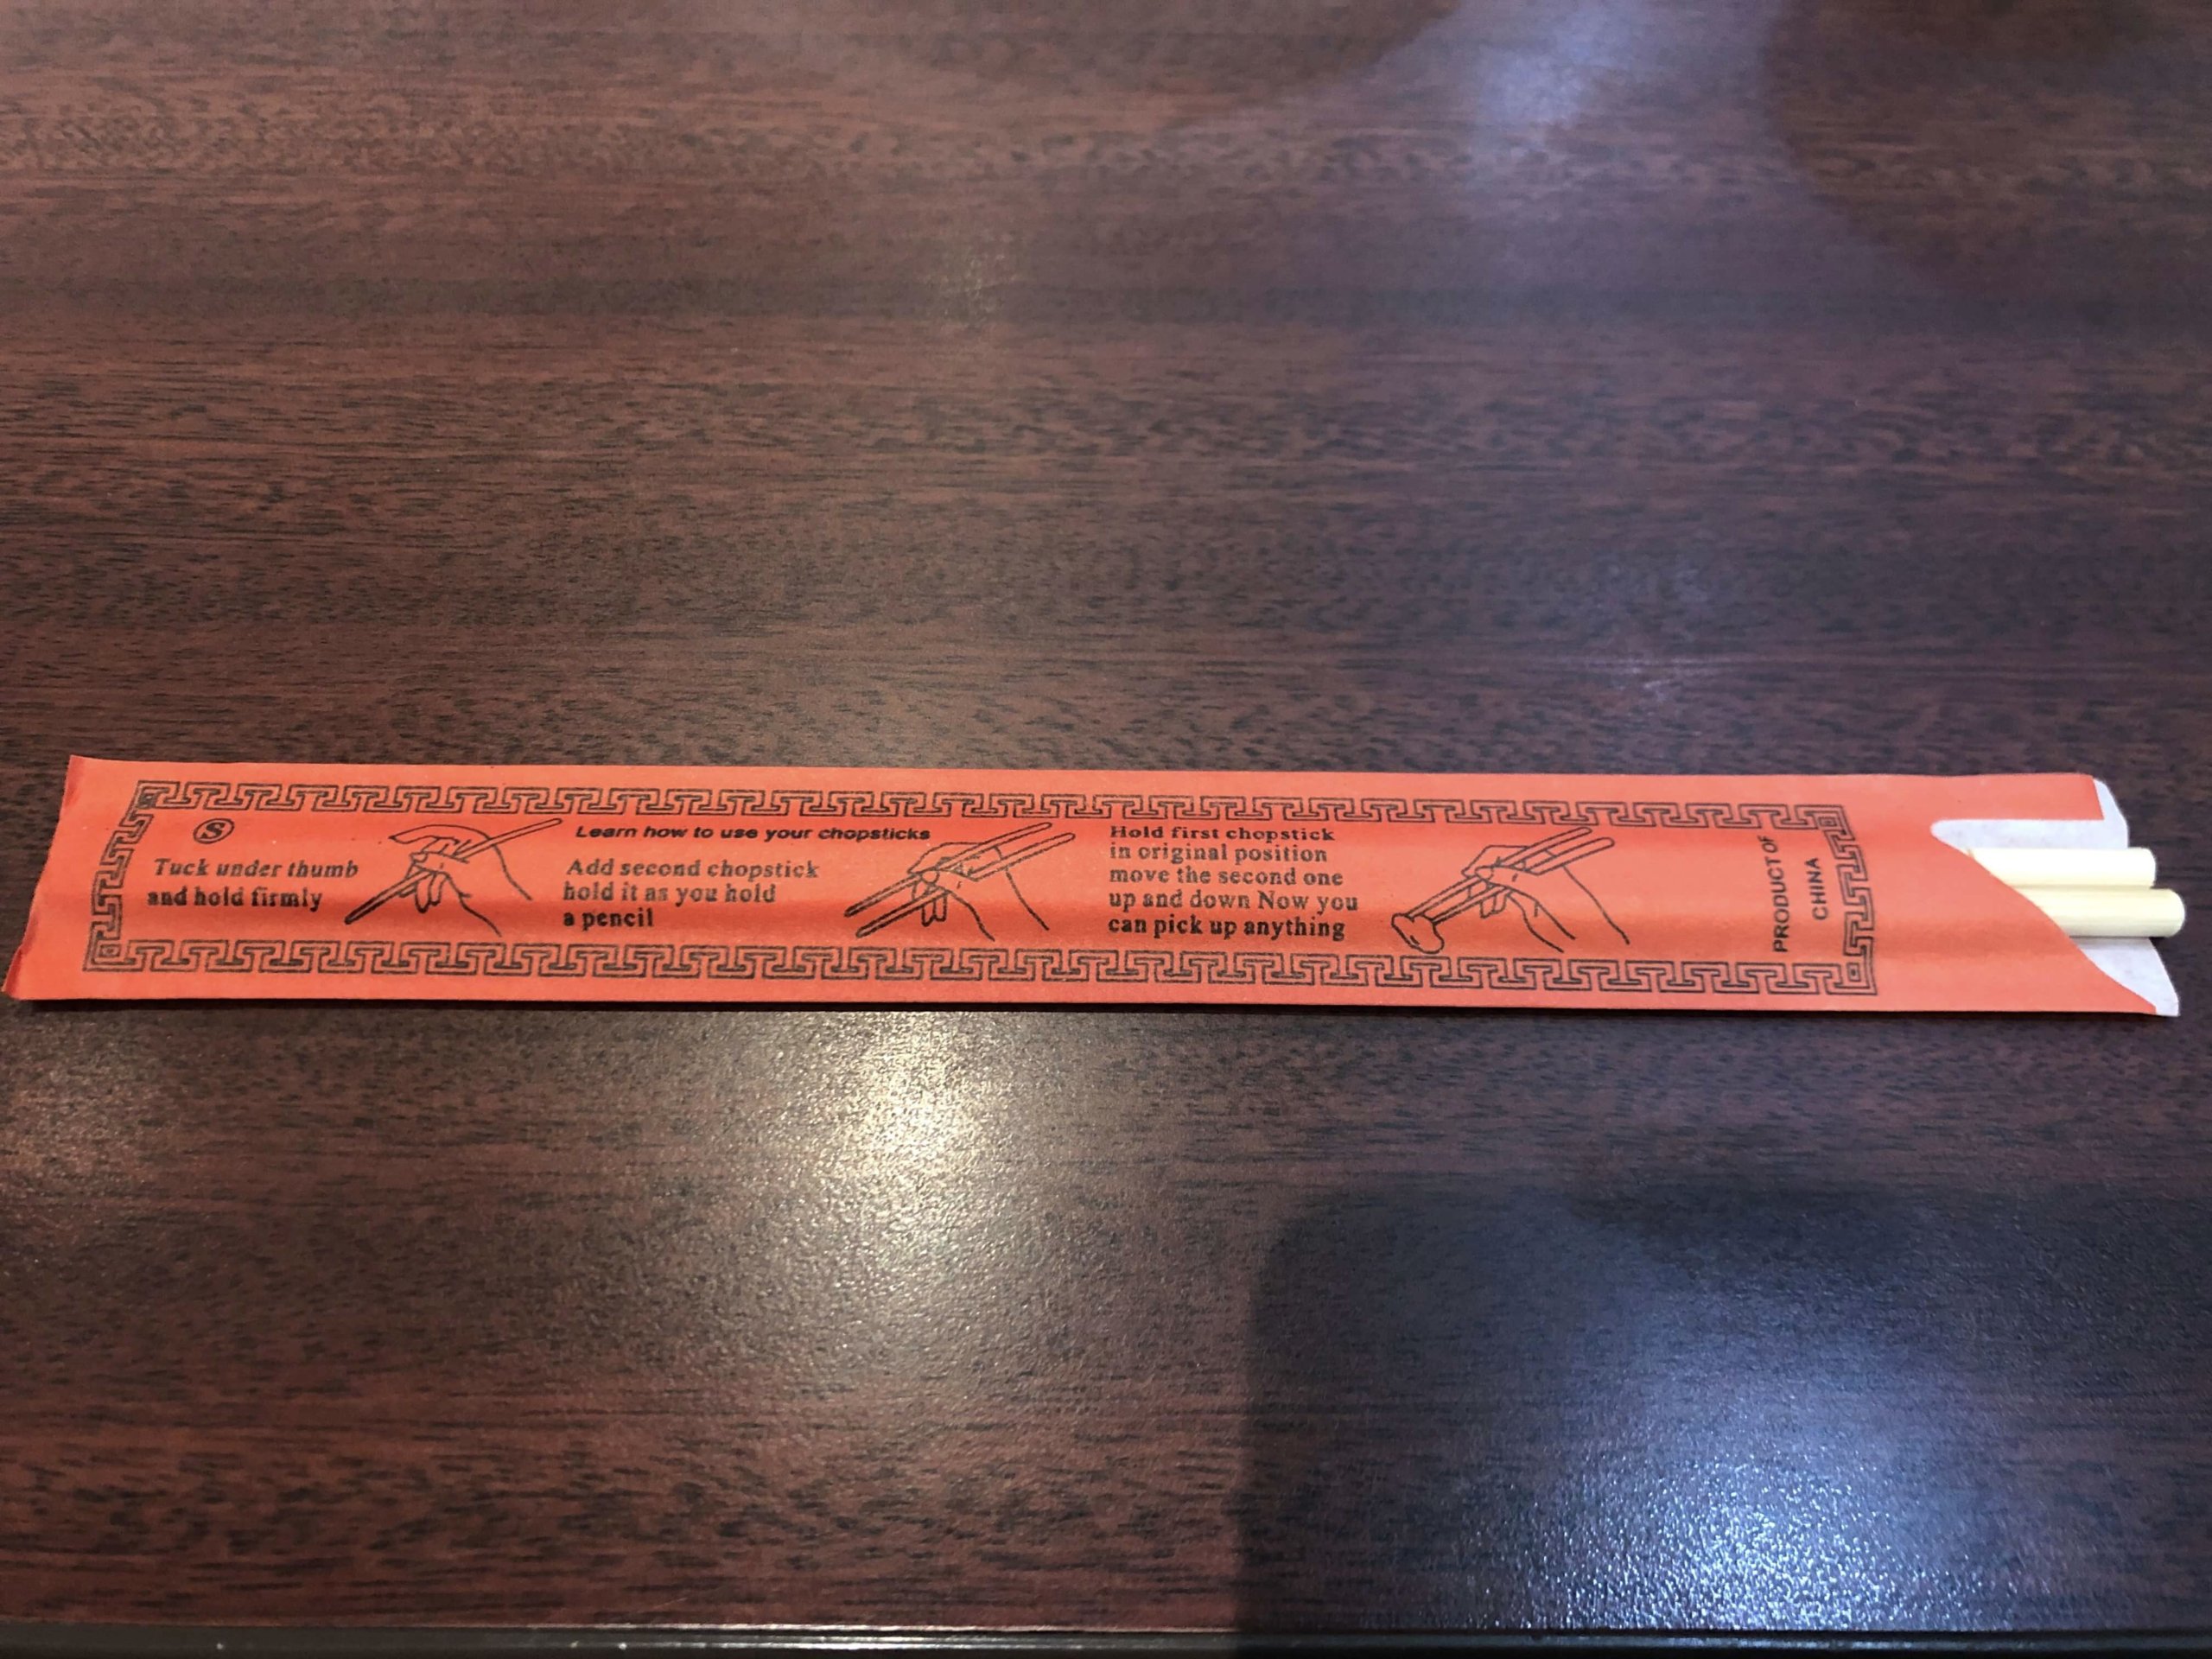 S
Learn how to use your chopsticks
Tuck under thumb
and hold firmly
Add second chopstick
hold it as you hold
a pencil
Hold first chopstick
in original position
move the second one
up and down Now you
can pick up anything
PRODUCT OF
CHINA